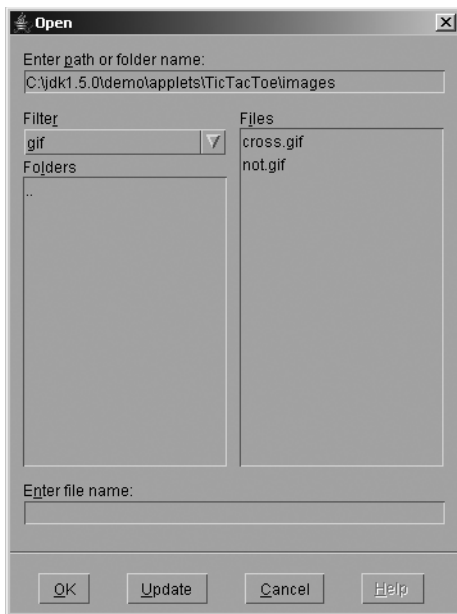 Open
Enter path or folder name:
C:\jdk1.5.0\demo\applets\TicTacToe\images
Filter
gif
Folders
..
Files
cross.gif
not.gif
Enter file name:
OK
Update
Cancel
Help